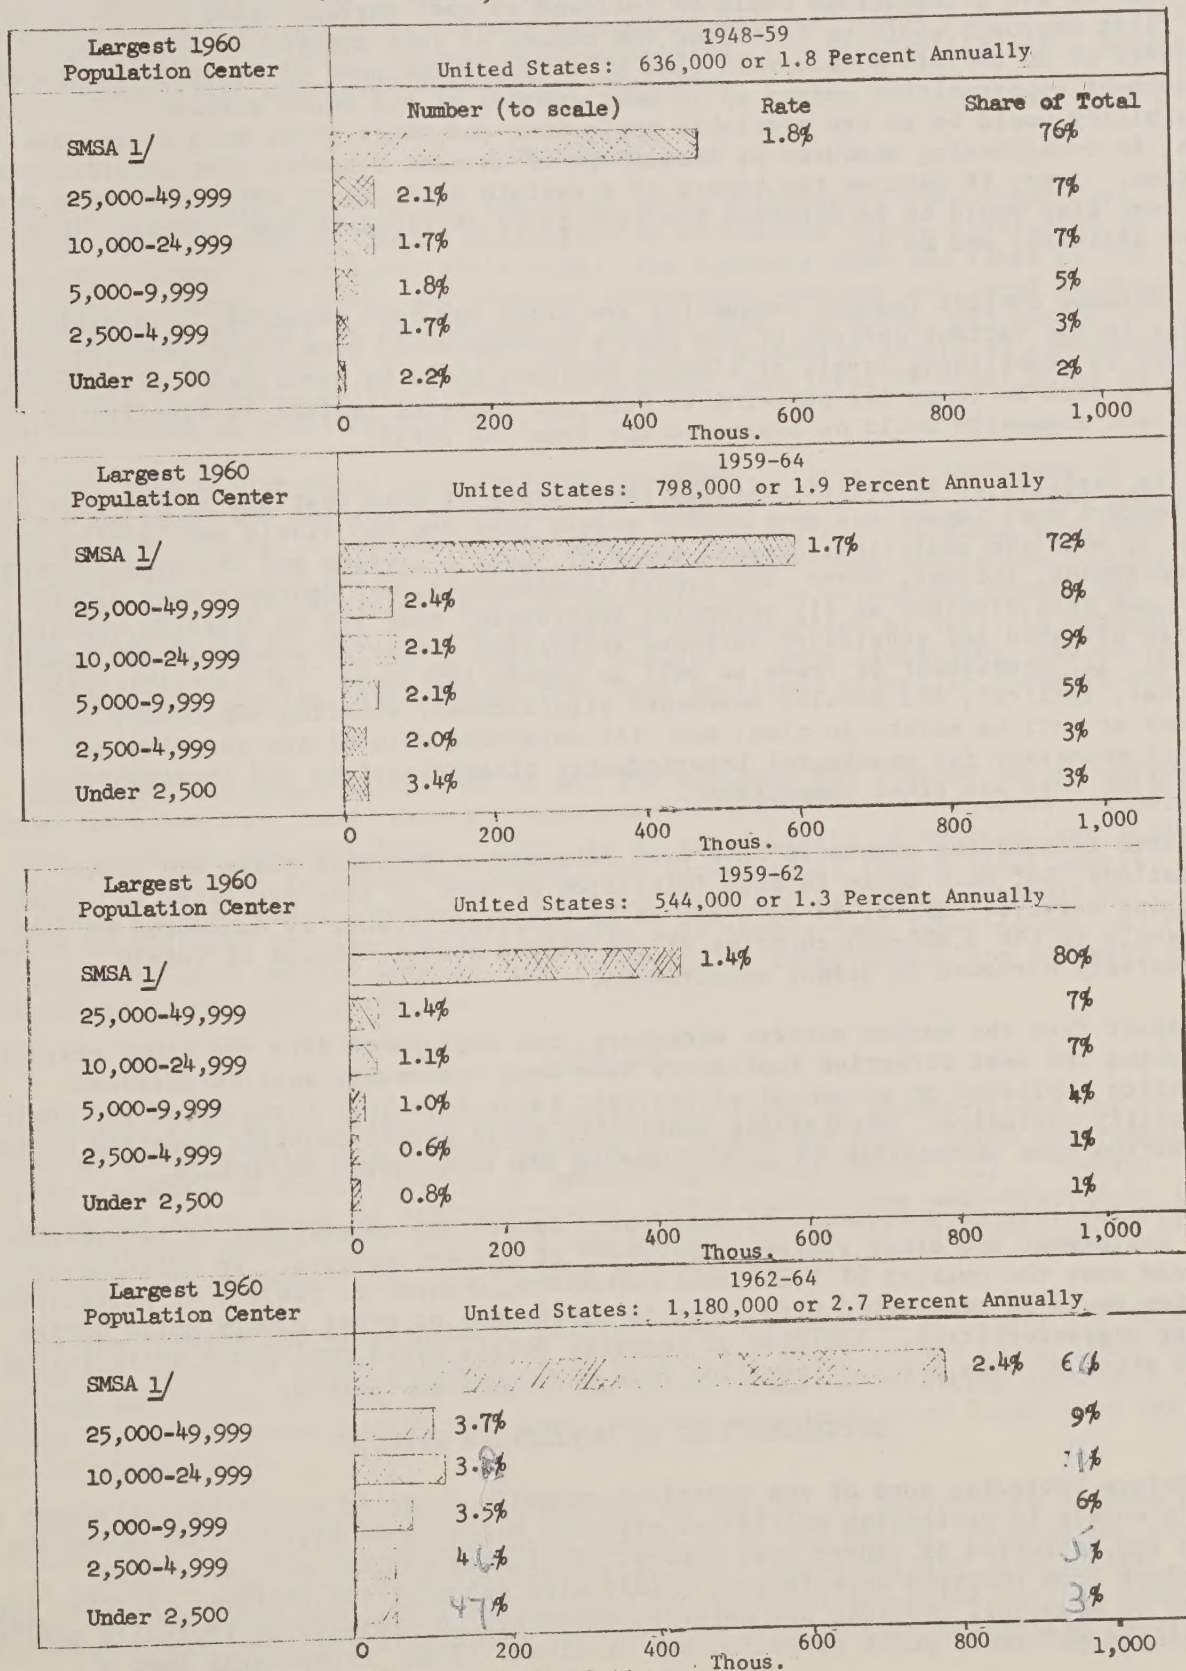 Largest 1960 Population Center
1948-59
United States: 636,000 or 1.8 Percent Annually
Number (to scale) Rate Share of Total
SMSA 1/ 1.8% 76%
25,000-49,999 2.1% 7%
10,000-24,999 1.7% 7%
5,000-9,999 1.8% 5%
2,500-4,999 1.7% 3%
Under 2,500 2.2% 2%
0 200 400 600 800 1,000
Thous.
Largest 1960 Population Center
1959-64
United States: 798,000 or 1.9 Percent Annually
SMSA 1/ 1.7% 72%
25,000-49,999 2.4% 8%
10,000-24,999 2.1% 9%
5,000-9,999 2.1% 5%
2,500-4,999 2.0% 3%
Under 2,500 3.4% 3%
0 200 400 600 800 1,000
Thous.
Largest 1960 Population Center
1959-62
United States: 544,000 or 1.3 Percent Annually
SMSA 1/ 1.4% 80%
25,000-49,999 1.4% 7%
10,000-24,999 1.1% 7%
5,000-9,999 1.0% 4%
2,500-4,999 0.6% 1%
Under 2,500 0.8% 1%
0 200 400 600 800 1,000
Thous.
Largest 1960 Population Center
1962-64
United States: 1,180,000 or 2.7 Percent Annually
SMSA 1/ 2.4%
25,000-49,999 3.7% 9%
10,000-24,999
5,000-9,999 3.5% 6%
2,500-4,999
Under 2,500 3%
0 200 400 600 800 1,000
Thous.